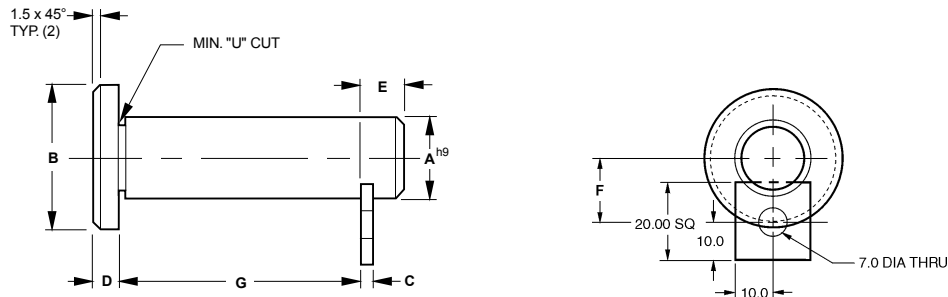 1.5 x 45°
TYP. (2)
MIN. "U" CUT
E
B
A h9
F
20.00 SQ
10.0
7.0 DIA THRU
D
G
C
10.0